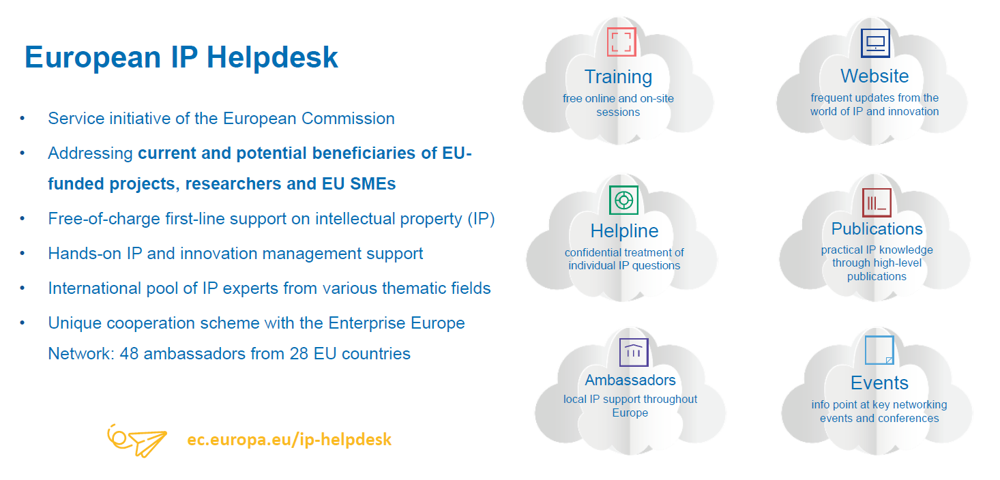 European IP Helpdesk
• Service initiative of the European Commission
• Addressing current and potential beneficiaries of EU-
funded projects, researchers and EU SMEs
• Free-of-charge first-line support on intellectual property (IP)
• Hands-on IP and innovation management support
• International pool of IP experts from various thematic fields
• Unique cooperation scheme with the Enterprise Europe
Network: 48 ambassadors from 28 EU countries
ec.europa.eu/ip-helpdesk
Training
free online and on-site
sessions
Website
frequent updates from the
world of IP and innovation
Helpline
confidential treatment of
individual IP questions
Publications
practical IP knowledge
through high-level
publications
Ambassadors
local IP support throughout
Europe
Events
info point at key networking
events and conferences